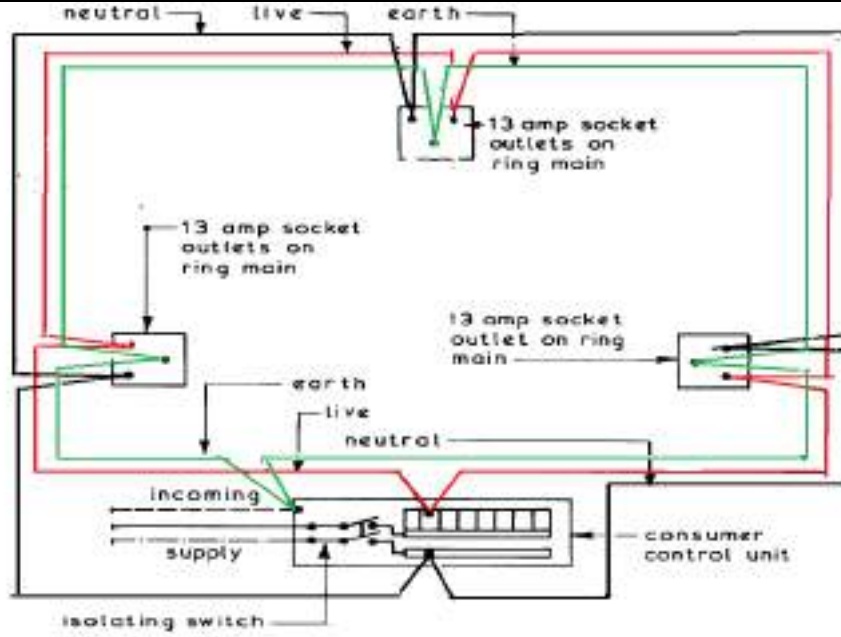 neutral live earth
13 amp socket
outlets on
ring main
13 amp socket
outlets on
ring main
13 amp socket
outlet on ring
main
earth
live
neutral
incoming
supply
consumer
control unit
isolating switch